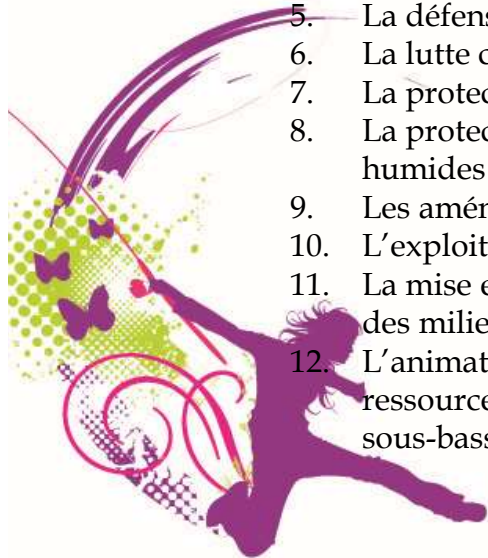 5. La défens
6. La lutte c
7. La protec
8. La protec
humides
9. Les amén
10. L’exploit
11. La mise e
des milie
12. L’animat
ressource
sous-bass